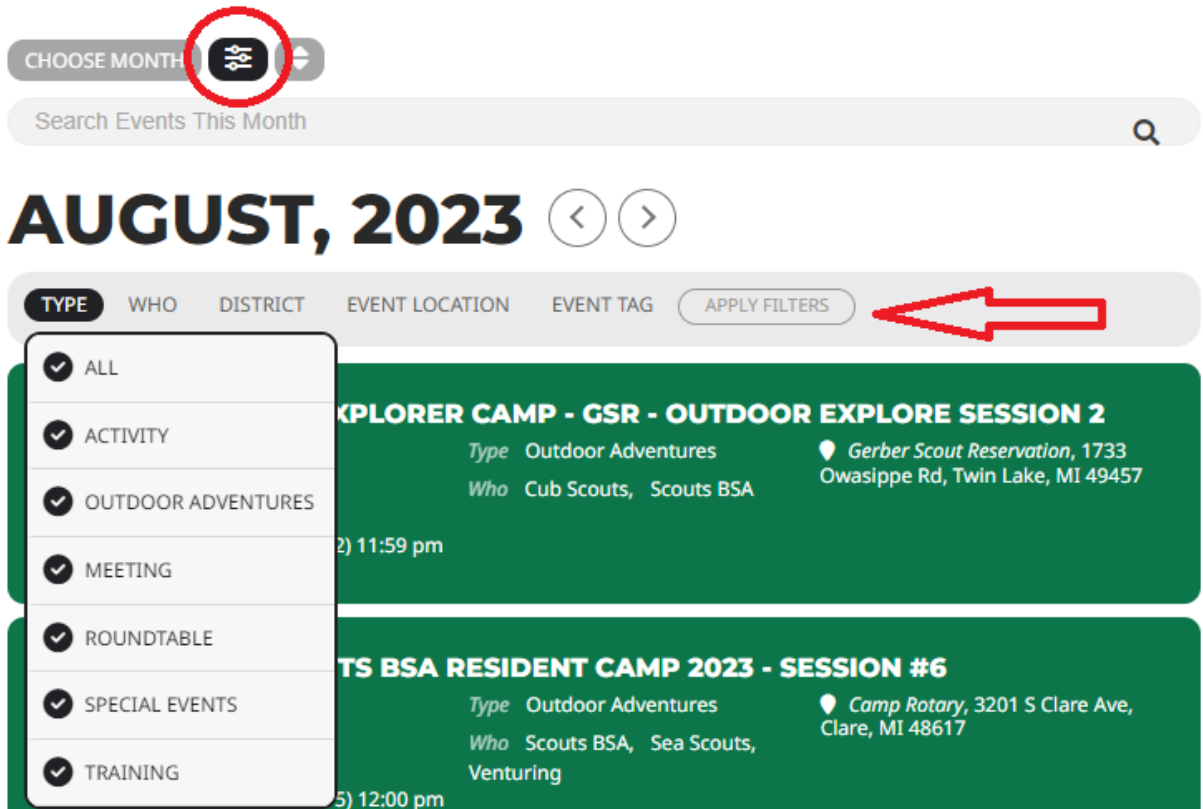 CHOOSE MONTH
Search Events This Month
AUGUST, 2023
TYPE WHO DISTRICT EVENT LOCATION EVENT TAG APPLY FILTERS
ALL
ACTIVITY
OUTDOOR ADVENTURES
MEETING
ROUNDTABLE
SPECIAL EVENTS
TRAINING
XPLORER CAMP - GSR - OUTDOOR EXPLORE SESSION 2
Type Outdoor Adventures
Who Cub Scouts, Scouts BSA
Gerber Scout Reservation, 1733
Owasippe Rd, Twin Lake, MI 49457
2) 11:59 pm
TS BSA RESIDENT CAMP 2023 - SESSION #6
Type Outdoor Adventures
Who Scouts BSA, Sea Scouts,
Venturing
Camp Rotary, 3201 S Clare Ave,
Clare, MI 48617
5) 12:00 pm